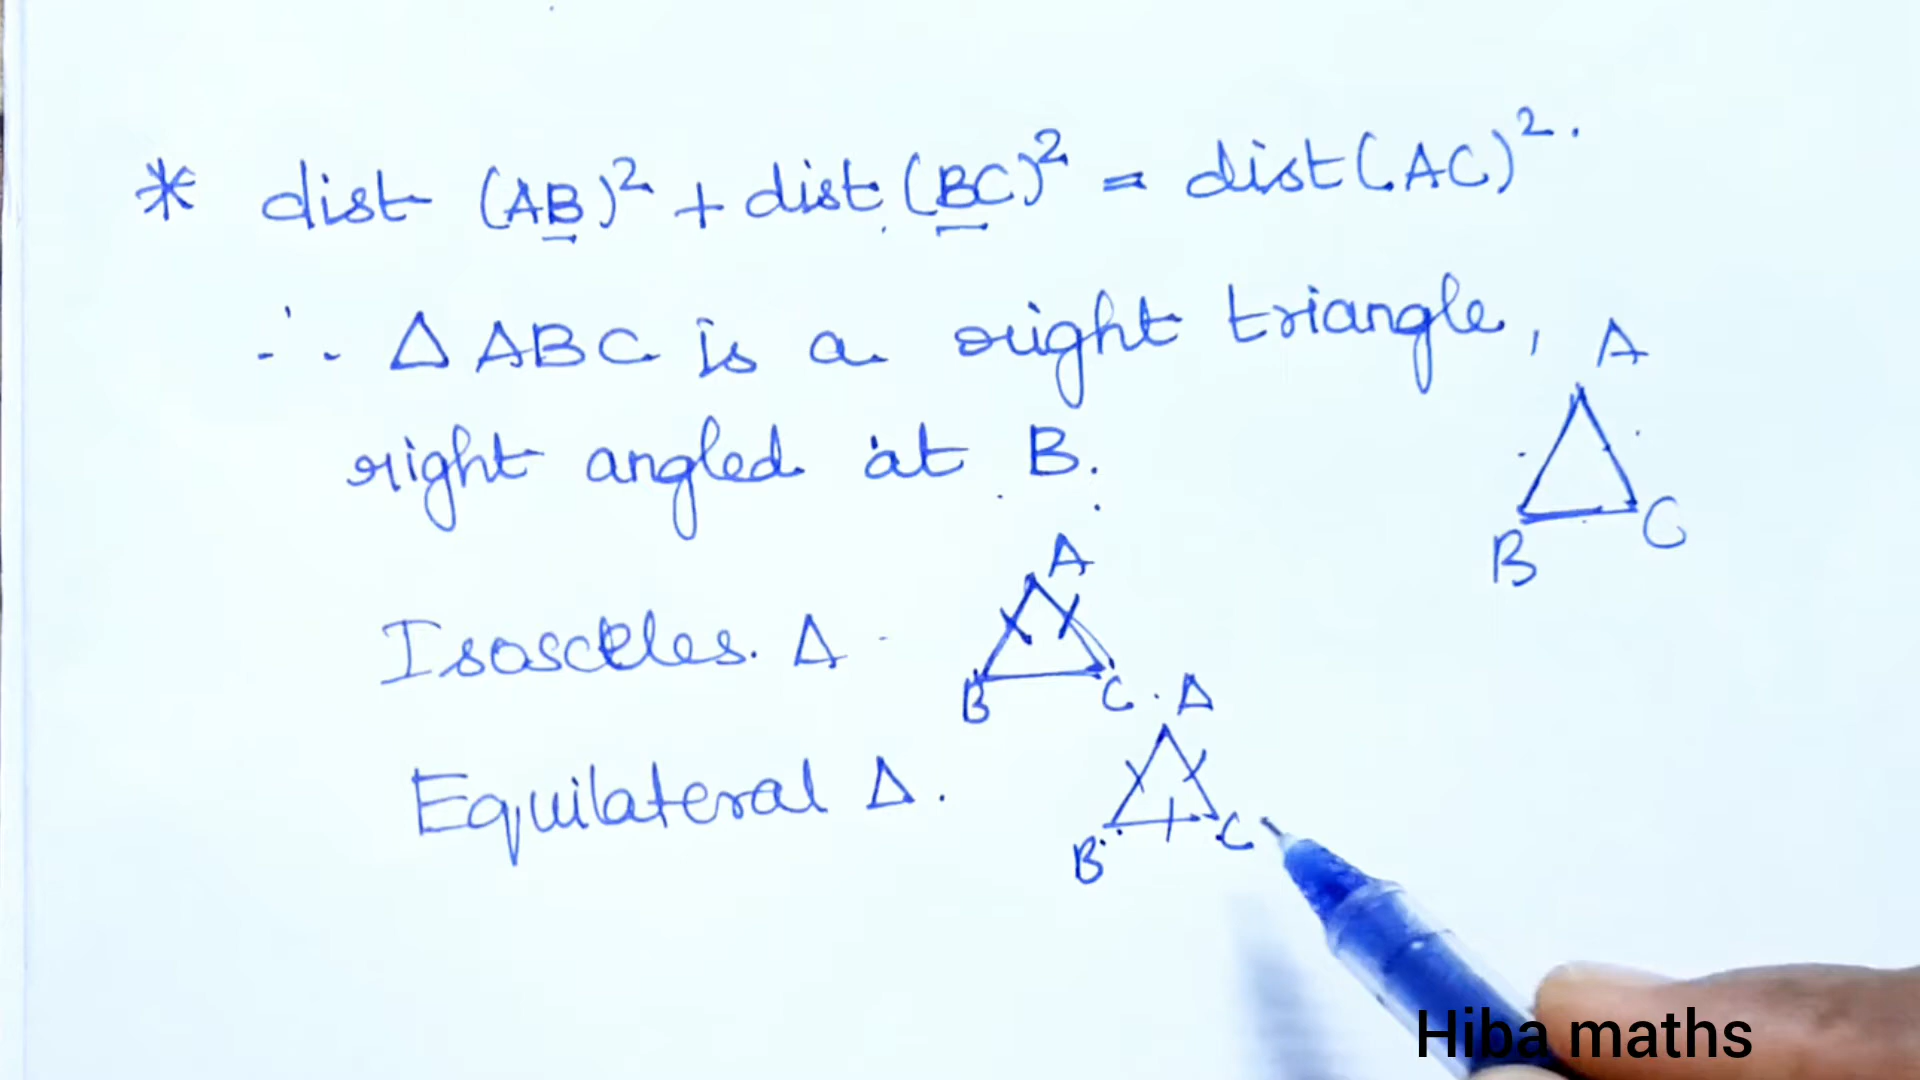 * dist (AB)² + dist (BC)² = dist (AC)².
∴ Δ ABC is a right triangle,
right angled at B.
A
B C
Isosceles Δ
A
B C
Equilateral Δ.
A
B C
Hiba maths